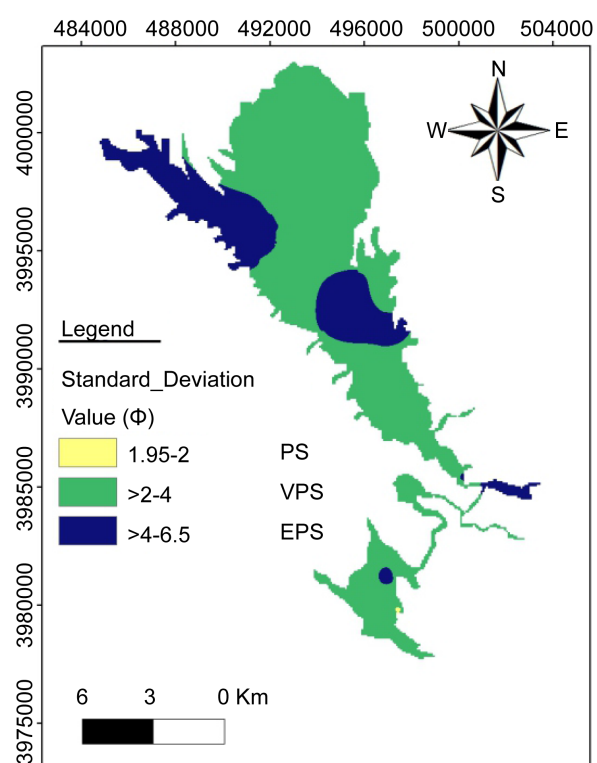 484000 488000 492000 496000 500000 504000
4000000
3995000
3990000
3985000
3980000
3975000
N
W E
S
Legend
Standard_Deviation
Value (Φ)
1.95-2 PS
>2-4 VPS
>4-6.5 EPS
6 3 0 Km